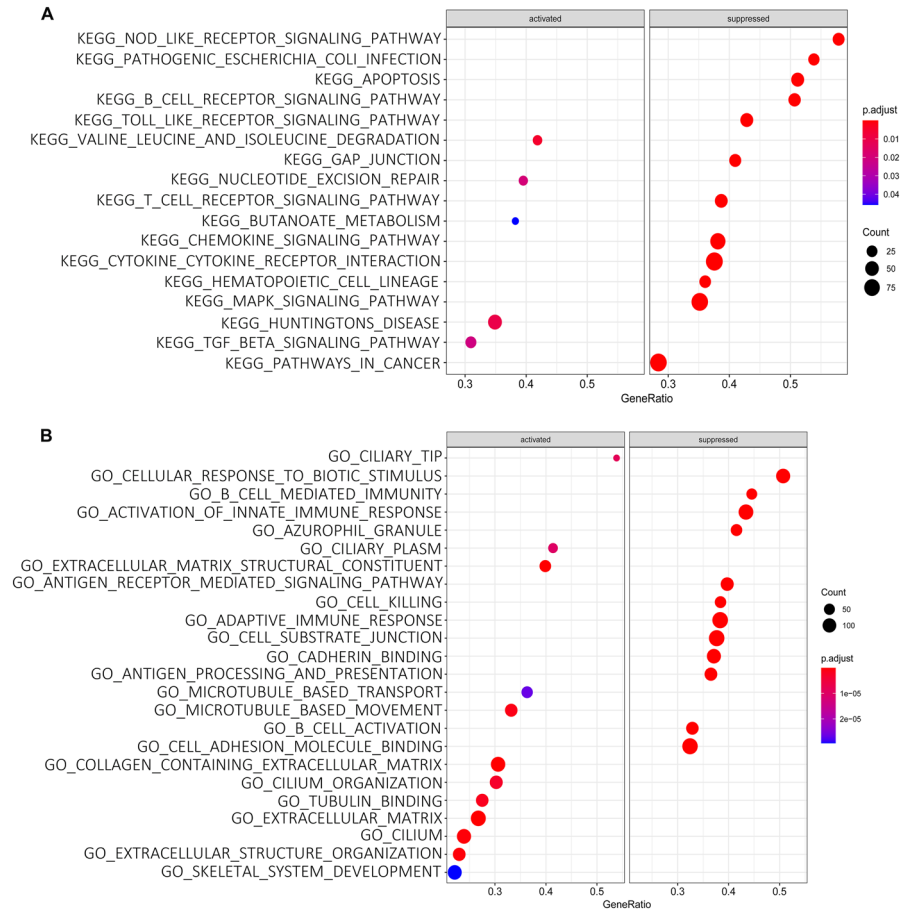 A
activated suppressed
KEGG_NOD_LIKE_RECEPTOR_SIGNALING_PATHWAY
KEGG_PATHOGENIC_ESCHERICHIA_COLI_INFECTION
KEGG_APOPTOSIS
KEGG_B_CELL_RECEPTOR_SIGNALING_PATHWAY
KEGG_TOLL_LIKE_RECEPTOR_SIGNALING_PATHWAY
KEGG_VALINE_LEUCINE_AND_ISOLEUCINE_DEGRADATION
KEGG_GAP_JUNCTION
KEGG_NUCLEOTIDE_EXCISION_REPAIR
KEGG_T_CELL_RECEPTOR_SIGNALING_PATHWAY
KEGG_BUTANOATE_METABOLISM
KEGG_CHEMOKINE_SIGNALING_PATHWAY
KEGG_CYTOKINE_CYTOKINE_RECEPTOR_INTERACTION
KEGG_HEMATOPOIETIC_CELL_LINEAGE
KEGG_MAPK_SIGNALING_PATHWAY
KEGG_HUNTINGTONS_DISEASE
KEGG_TGF_BETA_SIGNALING_PATHWAY
KEGG_PATHWAYS_IN_CANCER
0.3 0.4 0.5 0.3 0.4 0.5
GeneRatio
p.adjust
0.01
0.02
0.03
0.04
Count
25
50
75
B
activated suppressed
GO_CILIARY_TIP
GO_CELLULAR_RESPONSE_TO_BIOTIC_STIMULUS
GO_B_CELL_MEDIATED_IMMUNITY
GO_ACTIVATION_OF_INNATE_IMMUNE_RESPONSE
GO_AZUROPHIL_GRANULE
GO_CILIARY_PLASM
GO_EXTRACELLULAR_MATRIX_STRUCTURAL_CONSTITUENT
GO_ANTIGEN_RECEPTOR_MEDIATED_SIGNALING_PATHWAY
GO_CELL_KILLING
GO_ADAPTIVE_IMMUNE_RESPONSE
GO_CELL_SUBSTRATE_JUNCTION
GO_CADHERIN_BINDING
GO_ANTIGEN_PROCESSING_AND_PRESENTATION
GO_MICROTUBULE_BASED_TRANSPORT
GO_MICROTUBULE_BASED_MOVEMENT
GO_B_CELL_ACTIVATION
GO_CELL_ADHESION_MOLECULE_BINDING
GO_COLLAGEN_CONTAINING_EXTRACELLULAR_MATRIX
GO_CILIUM_ORGANIZATION
GO_TUBULIN_BINDING
GO_EXTRACELLULAR_MATRIX
GO_CILIUM
GO_EXTRACELLULAR_STRUCTURE_ORGANIZATION
GO_SKELETAL_SYSTEM_DEVELOPMENT
0.3 0.4 0.5 0.3 0.4 0.5
GeneRatio
Count
50
100
p.adjust
1e-05
2e-05